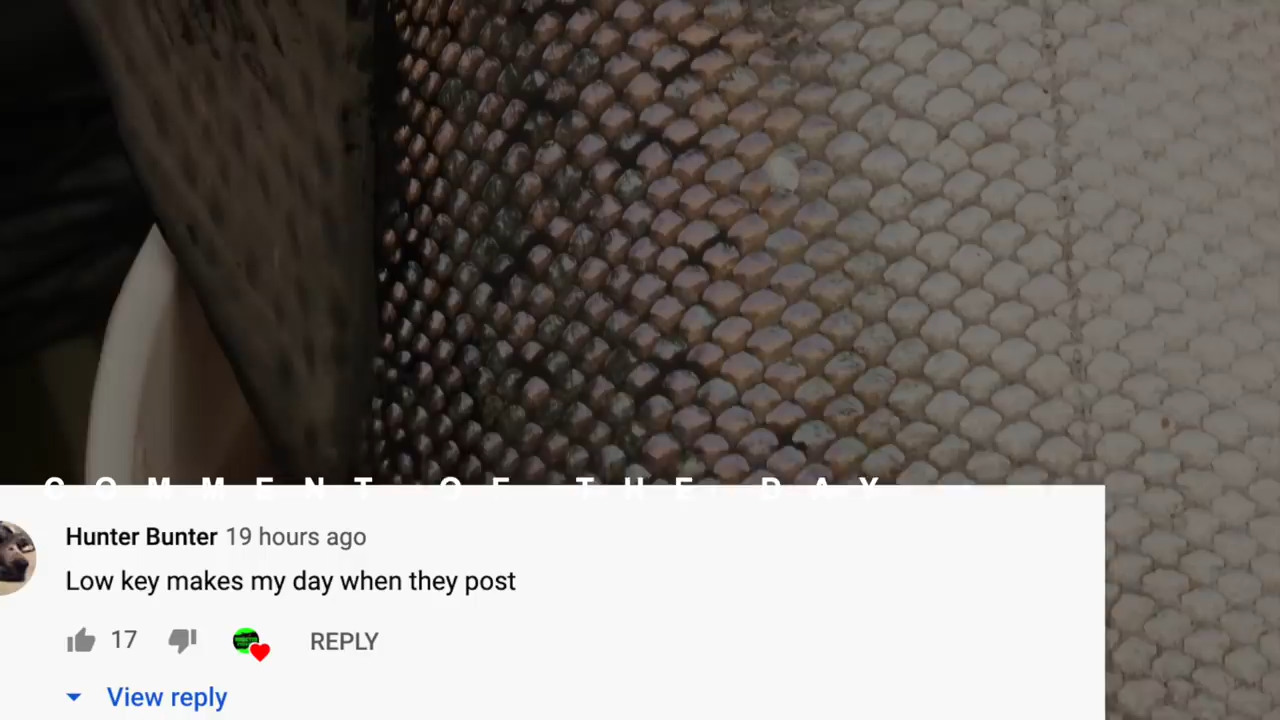 COMMENT OF THE DAY
Hunter Bunter 19 hours ago
Low key makes my day when they post
17
REPLY
View reply